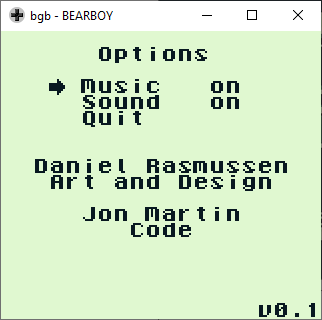 bgb - BEARBOY
Options
Music on
Sound on
Quit
Daniel Rasmussen
Art and Design
Jon Martin
Code
v0.1